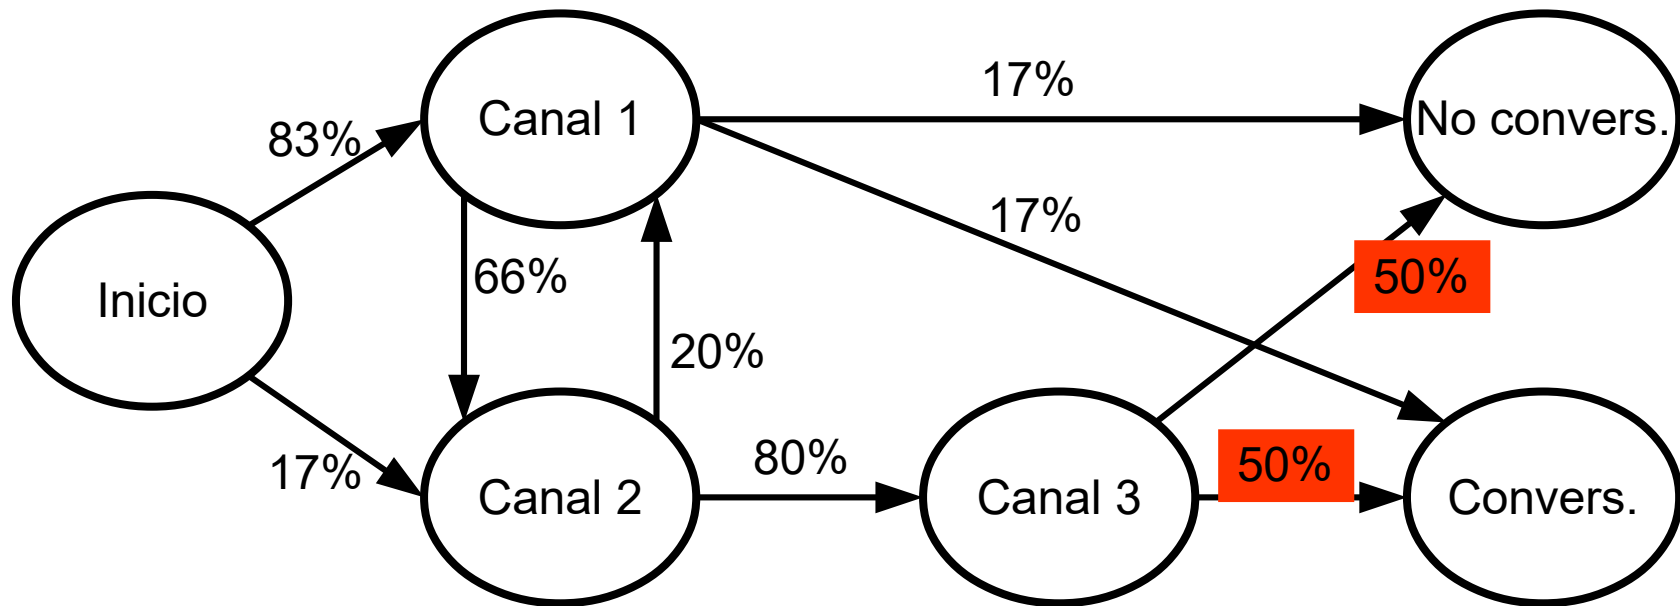 Canal 1
17%
No convers.
83%
17%
50%
66%
Inicio
20%
17%
80%
50%
Canal 2
Canal 3
Convers.